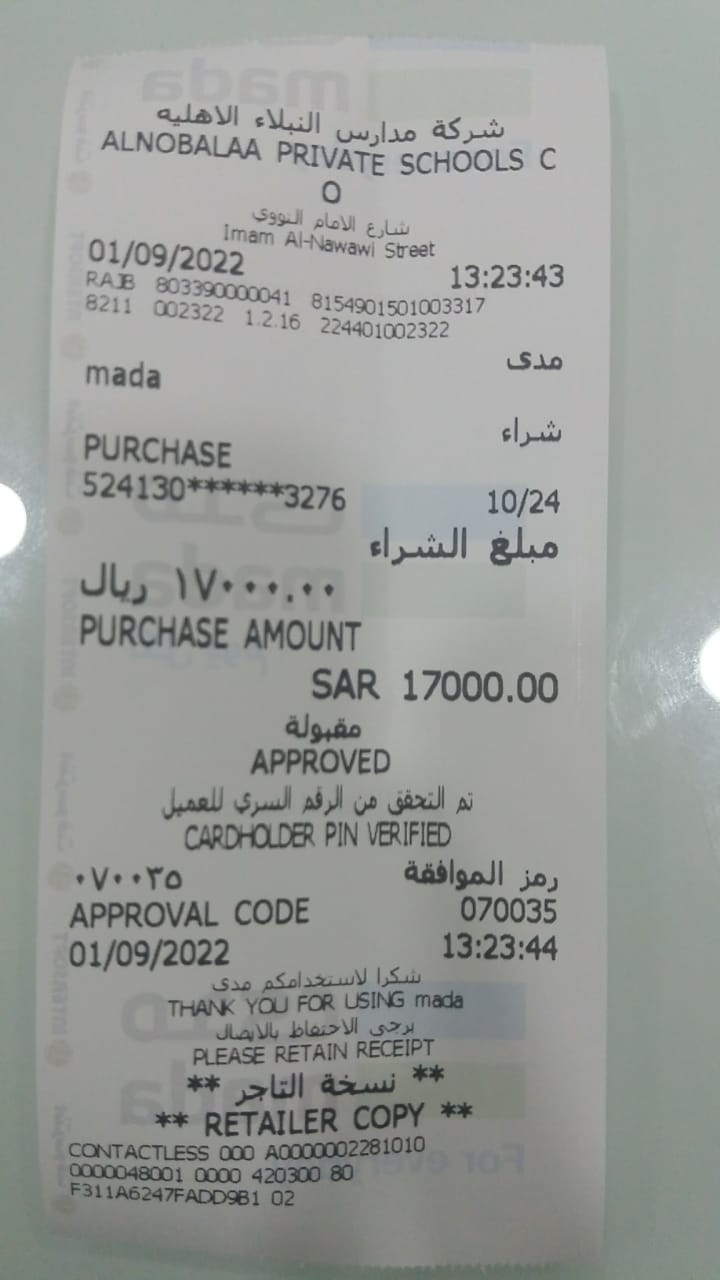 شركة مدارس النبلاء الاهليه
ALNOBALAA PRIVATE SCHOOLS C
O
شارع الامام النووي
Imam Al-Nawawi Street
01/09/2022 13:23:43
RAJB 803390000041 8154901501003317
8211 002322 1.2.16 224401002322
مدى
mada
شراء
PURCHASE
524130******3276 10/24
مبلغ الشراء
١٧٠٠٠.٠٠ ريال
PURCHASE AMOUNT
SAR 17000.00
مقبولة
APPROVED
تم التحقق من الرقم السري للعميل
CARDHOLDER PIN VERIFIED
رمز الموافقة ٠٧٠٠٣٥
APPROVAL CODE 070035
01/09/2022 13:23:44
شكرا لاستخدامكم مدى
THANK YOU FOR USING mada
يرجى الاحتفاظ بالايصال
PLEASE RETAIN RECEIPT
** نسخة التاجر **
** RETAILER COPY **
CONTACTLESS 000 A0000002281010
0000048001 0000 420300 80
F311A6247FADD9B1 02